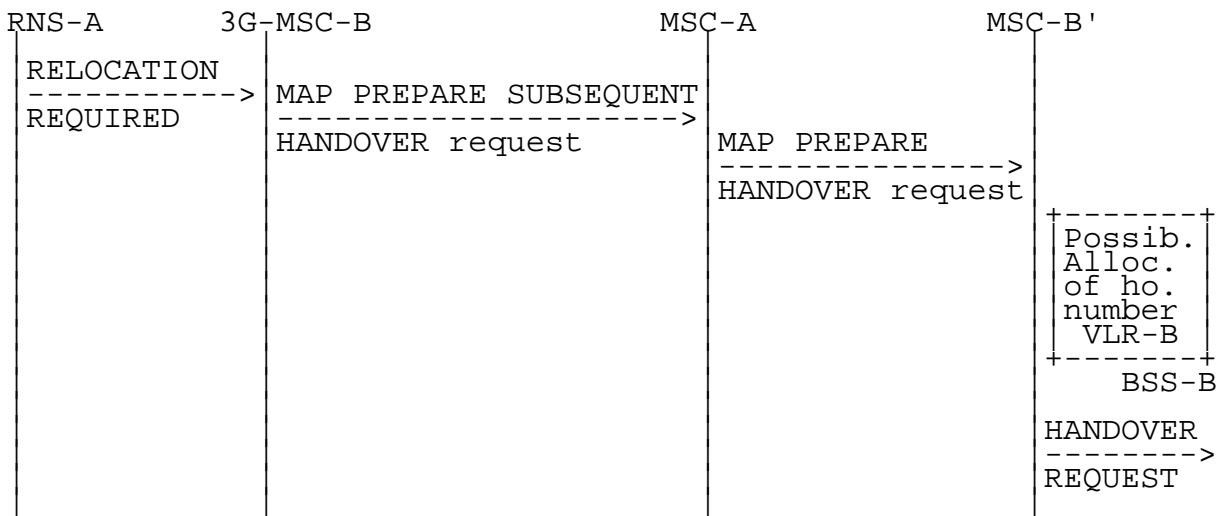 RNS-A 3G-MSC-B MSC-A MSC-B'
RELOCATION
-----------> MAP PREPARE SUBSEQUENT
REQUIRED --------------------->
HANDOVER request MAP PREPARE
--------------->
HANDOVER request
+-------+
Possib.
Alloc.
of ho.
number
VLR-B
+-------+
BSS-B
HANDOVER
-------->
REQUEST